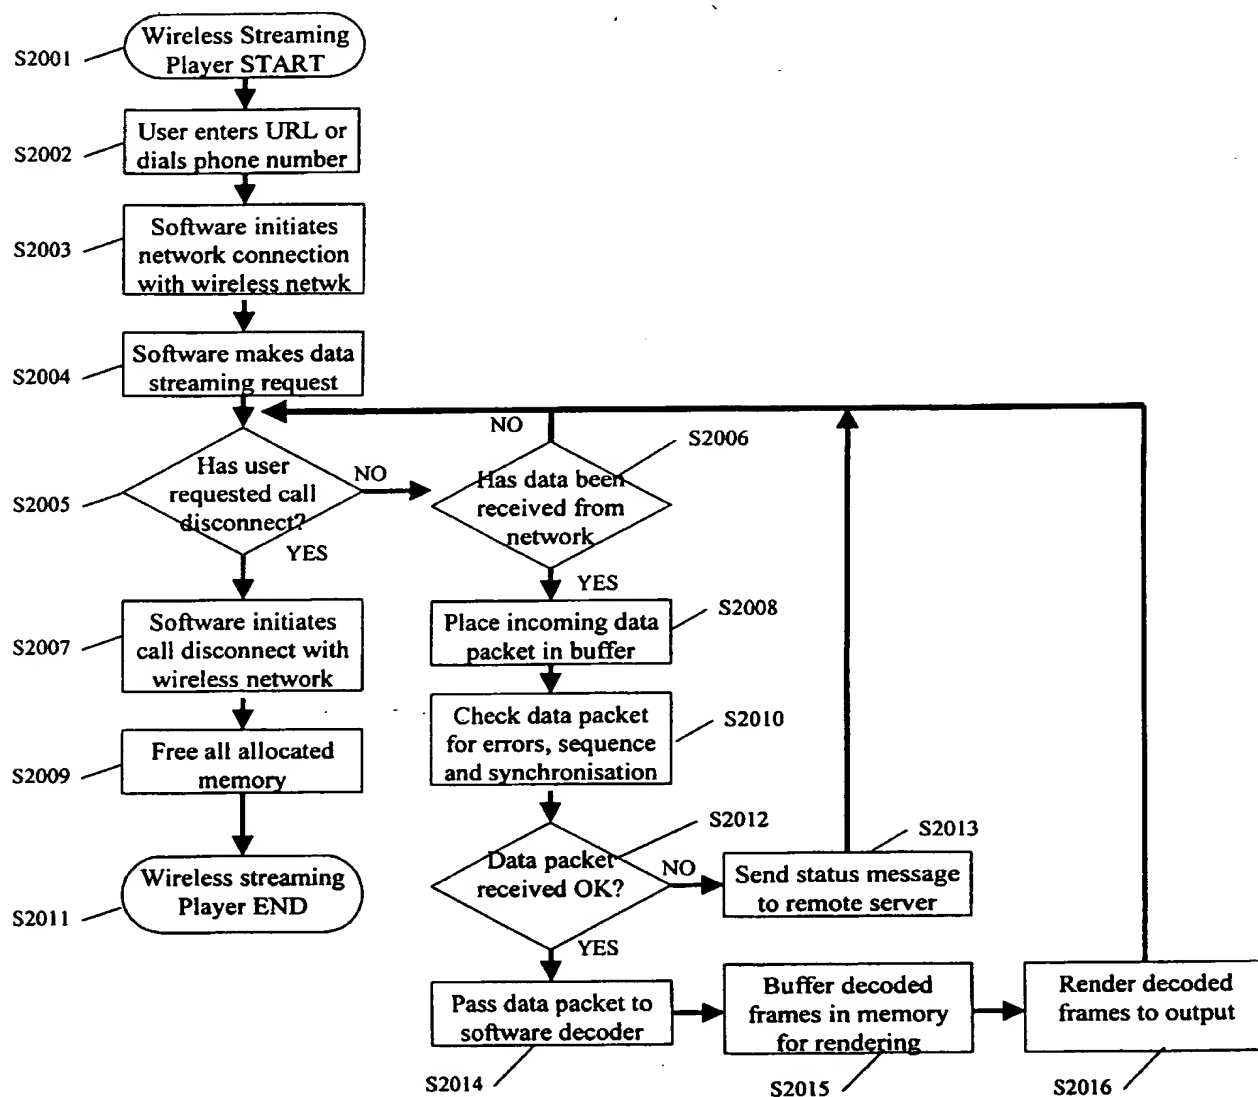 Wireless Streaming
Player START
S2001
User enters URL or
dials phone number
S2002
Software initiates
network connection
with wireless netwk
S2003
Software makes data
streaming request
S2004
Has user
requested call
disconnect?
S2005
NO
YES
NO
Has data been
received from
network
S2006
YES
Software initiates
call disconnect with
wireless network
S2007
Place incoming data
packet in buffer
S2008
Free all allocated
memory
S2009
Check data packet
for errors, sequence
and synchronisation
S2010
Wireless streaming
Player END
S2011
Data packet
received OK?
S2012
NO
YES
Send status message
to remote server
S2013
Pass data packet to
software decoder
S2014
Buffer decoded
frames in memory
for rendering
S2015
Render decoded
frames to output
S2016